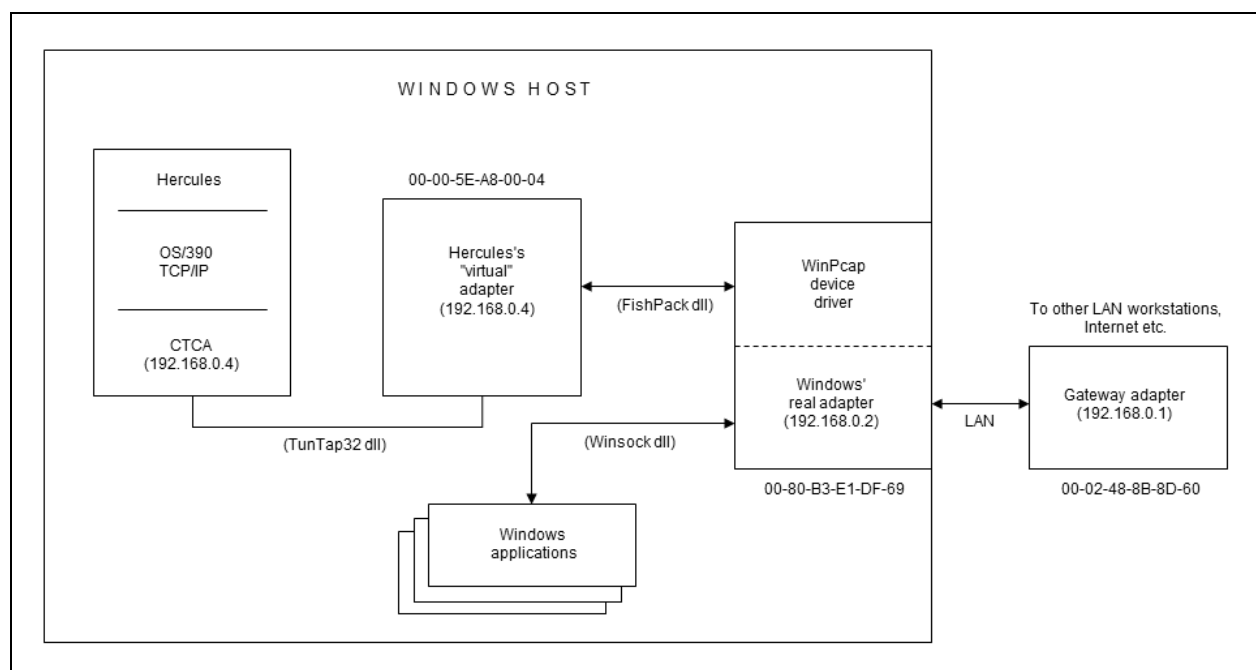 WINDOWS HOST
Hercules
OS/390
TCP/IP
CTCA
(192.168.0.4)
00-00-5E-A8-00-04
Hercules's
"virtual"
adapter
(192.168.0.4)
(TunTap32 dll)
(FishPack dll)
WinPcap
device
driver
Windows'
real adapter
(192.168.0.2)
00-80-B3-E1-DF-69
(Winsock dll)
Windows
applications
LAN
To other LAN workstations,
Internet etc.
Gateway adapter
(192.168.0.1)
00-02-48-8B-8D-60